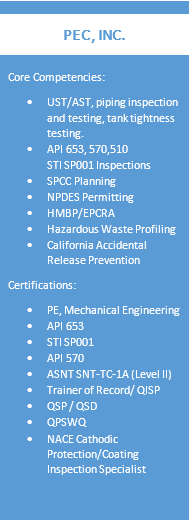 PEC, INC.
Core Competencies:
• UST/AST, piping inspection
and testing, tank tightness
testing.
• API 653, 570,510
STI SP001 Inspections
• SPCC Planning
• NPDES Permitting
• HMBP/EPCRA
• Hazardous Waste Profiling
• California Accidental
Release Prevention
Certifications:
• PE, Mechanical Engineering
• API 653
• STI SP001
• API 570
• ASNT SNT-TC-1A (Level II)
• Trainer of Record/ QISP
• QSP / QSD
• QPSWQ
• NACE Cathodic
Protection/Coating
Inspection Specialist